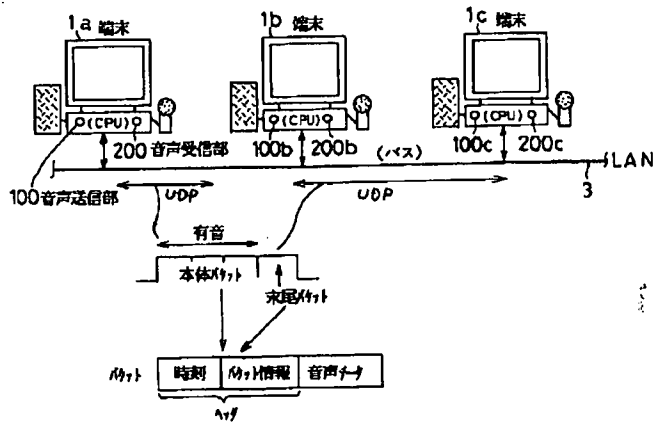 1a 端末
1b 端末
1c 端末
(CPU)
(CPU)
(CPU)
200 音声受信部
100b
200b
100c
200c
(バス)
LAN
100 音声送信部
UDP
UDP
3
有音
本体パケット
末尾パケット
パケット
時刻
パケット情報
音声データ
ヘッダ